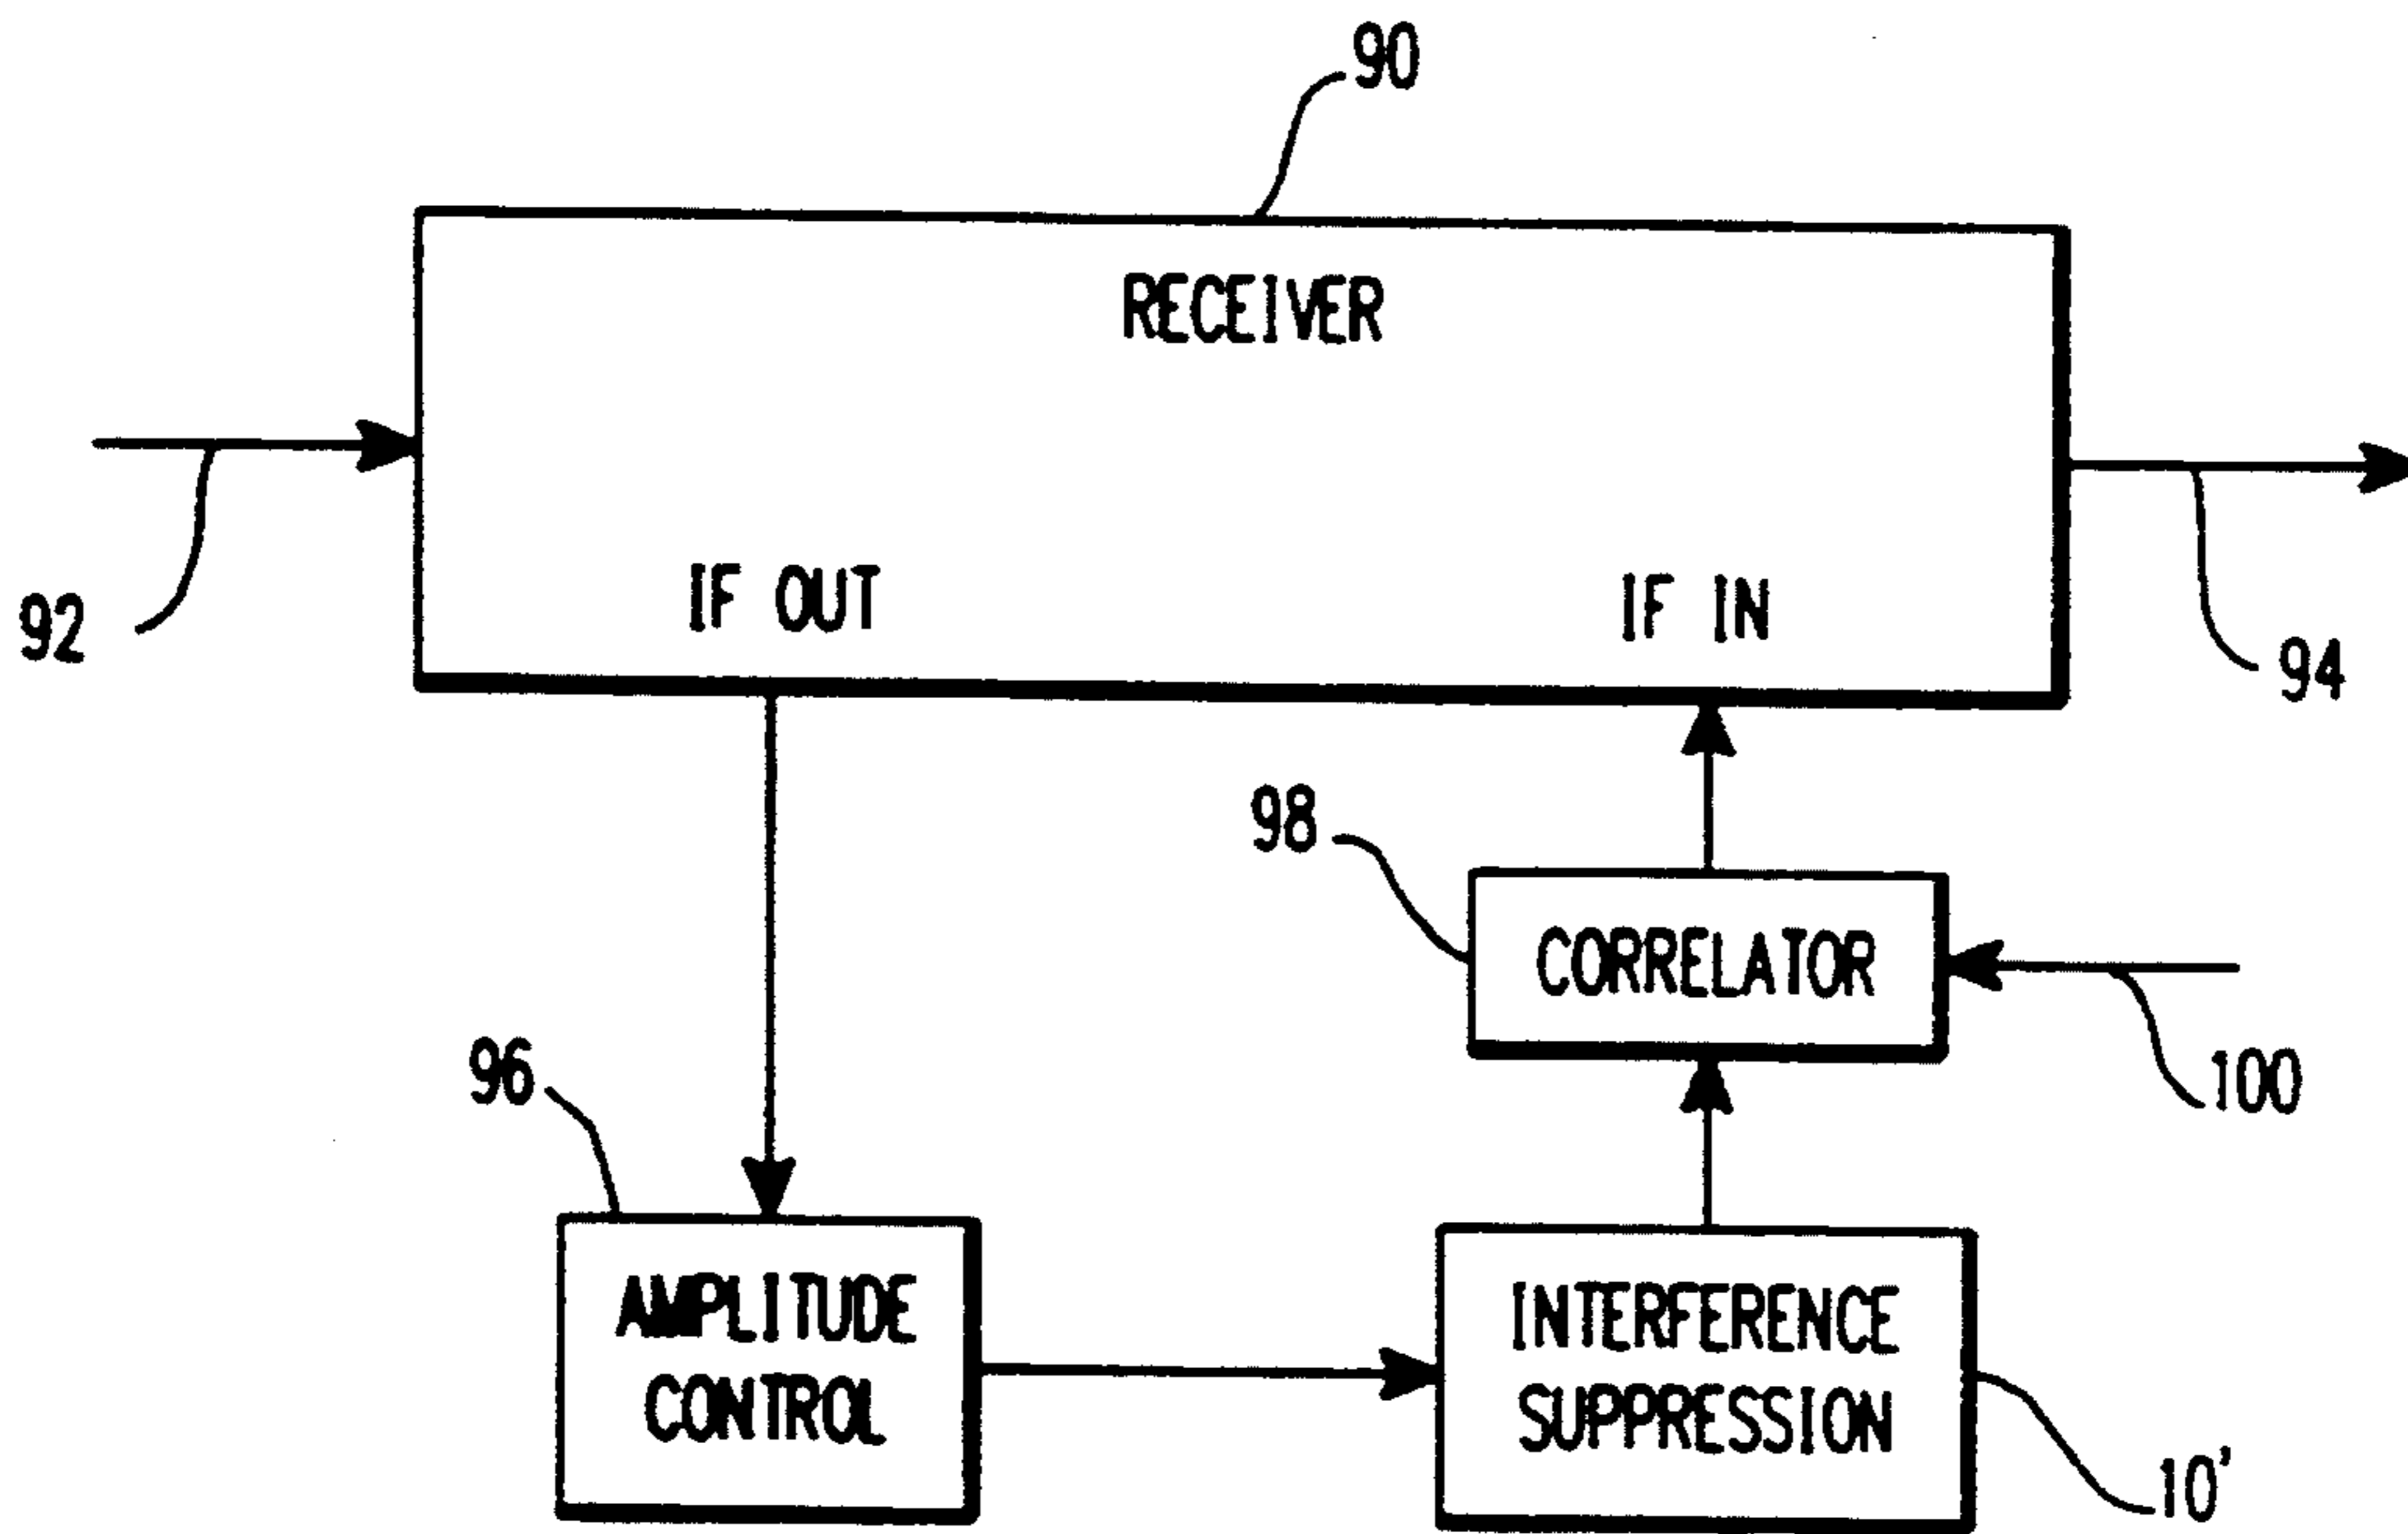 90
RECEIVER
92
IF OUT
IF IN
94
98
CORRELATOR
96
100
AMPLITUDE
CONTROL
INTERFERENCE
SUPPRESSION
10'